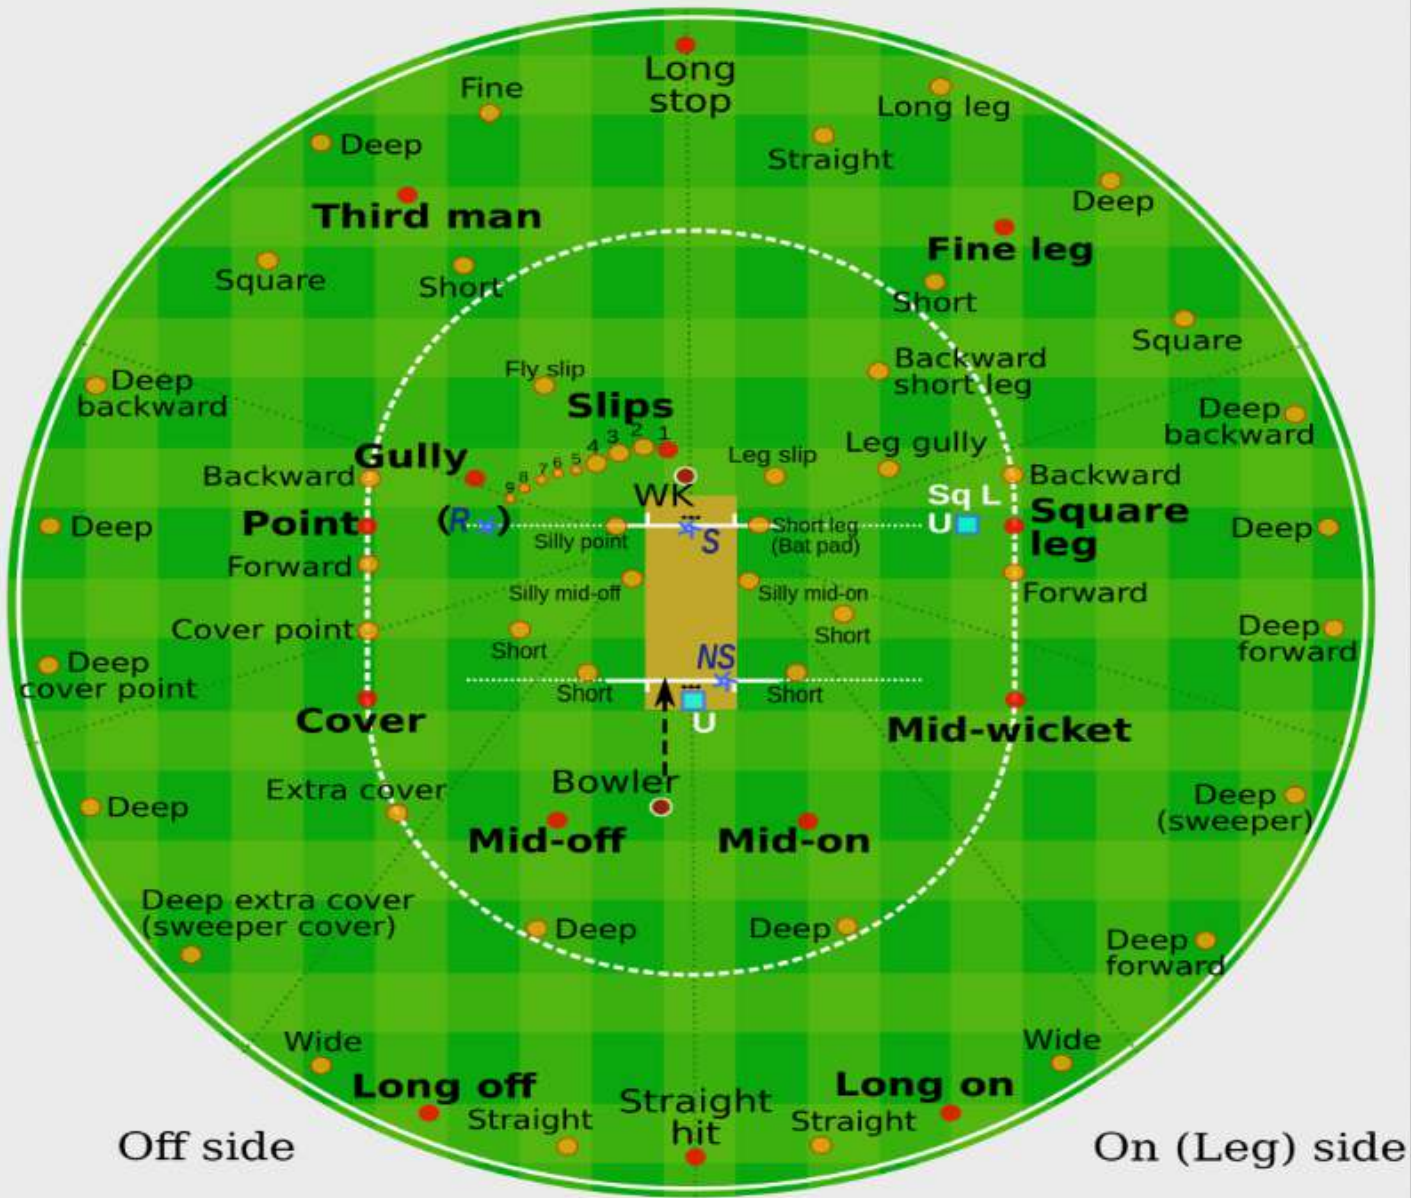 Long
stop
Fine
Long leg
Deep
Straight
Deep
Third man
Fine leg
Square
Short
Short
Square
Backward
short leg
Fly slip
Deep
backward
Slips
Deep
backward
1
2
3
4
5
6
7
8
9
Gully
Leg slip
Leg gully
Backward
Backward
WK
Sq L
U
Deep
Point
(R)
Silly point
S
Short leg
(Bat pad)
Square
leg
Deep
Forward
Silly mid-off
Silly mid-on
Forward
Cover point
Short
Short
Deep
forward
Deep
cover point
NS
Short
Short
Cover
U
Mid-wicket
Extra cover
Bowler
Deep
Deep
(sweeper)
Mid-off
Mid-on
Deep extra cover
(sweeper cover)
Deep
Deep
Deep
forward
Wide
Wide
Long off
Long on
Straight
Straight
hit
Straight
Off side
On (Leg) side